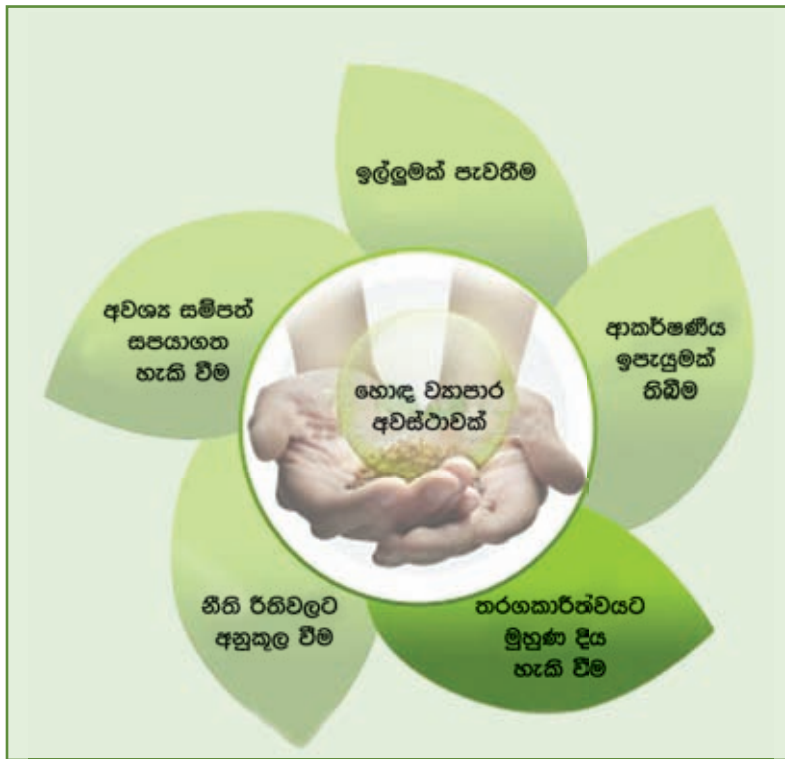 ඉල්ලුමක් පැවතීම
ආකර්ෂණීය
ඉපැයුමක්
තිබීම
තරගකාරීත්වයට
මුහුණ දිය
හැකි වීම
නීති රීතිවලට
අනුකූල වීම
අවශ්‍ය සම්පත්
සපයාගත
හැකි වීම
හොඳ ව්‍යාපාර
අවස්ථාවක්